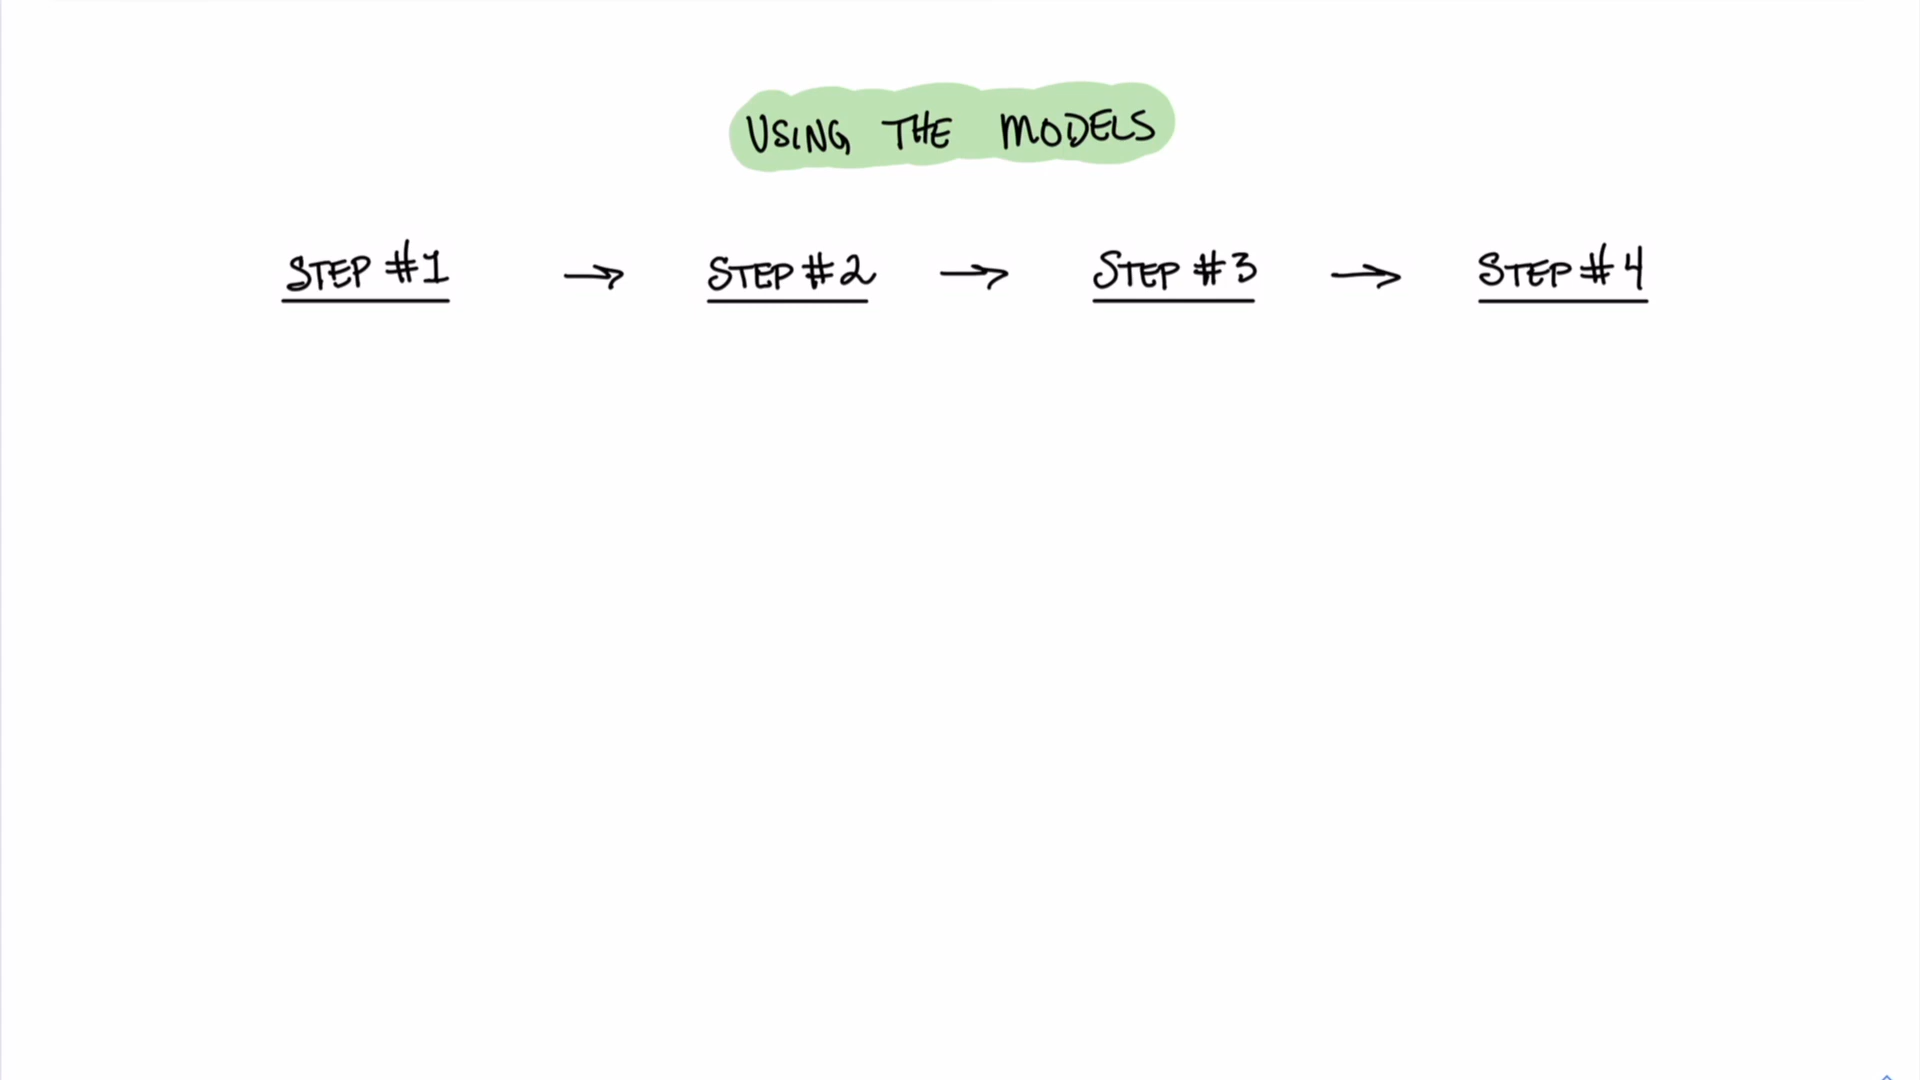 USING THE MODELS
STEP #1 → STEP #2 → STEP #3 → STEP #4